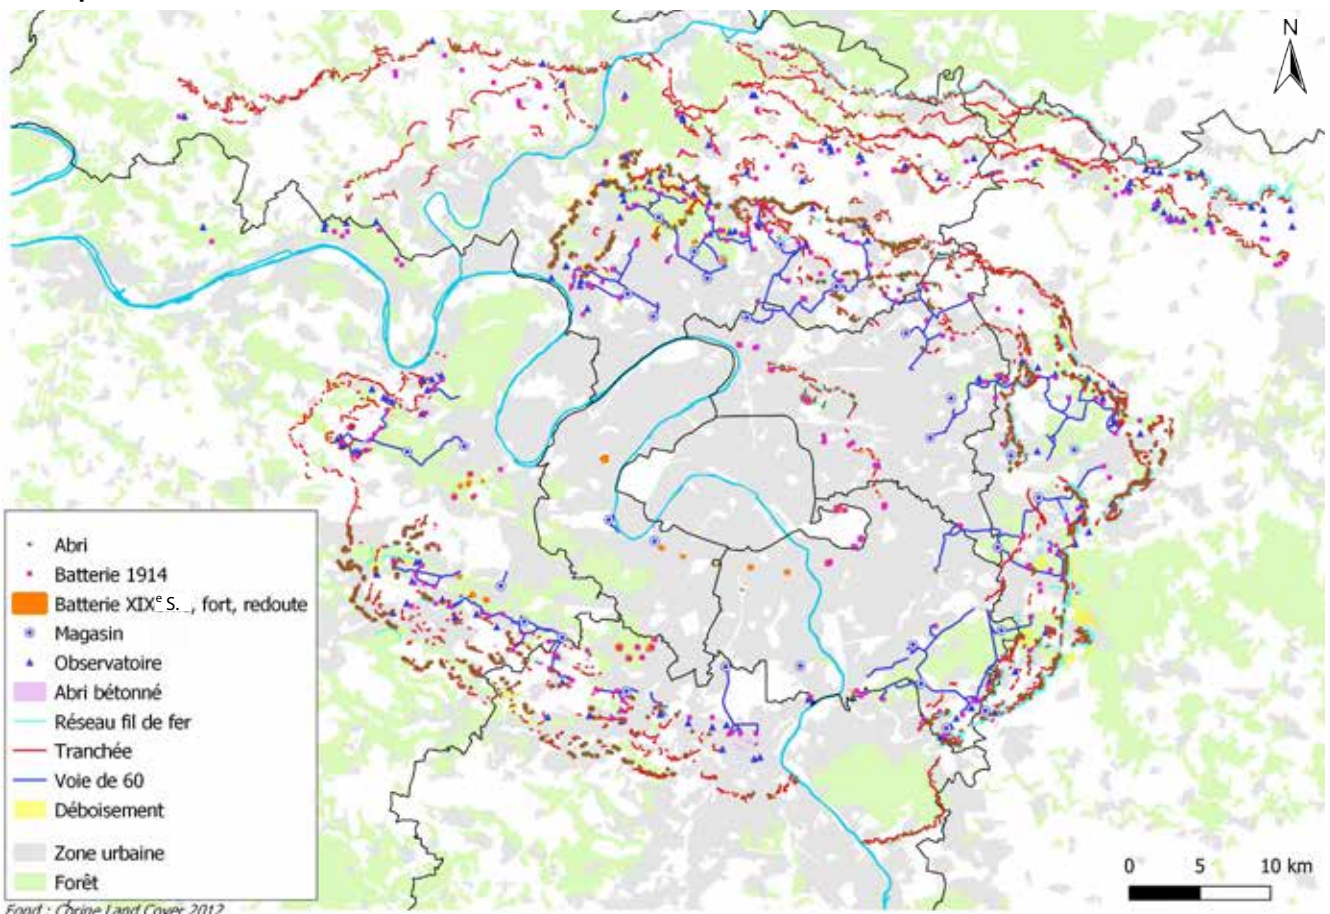 N
Abri
Batterie 1914
Batterie XIXe S. , fort, redoute
Magasin
Observatoire
Abri bétonné
Réseau fil de fer
Tranchée
Voie de 60
Déboisement
Zone urbaine
Forêt
0 5 10 km
Fond : Corine Land Cover 2012